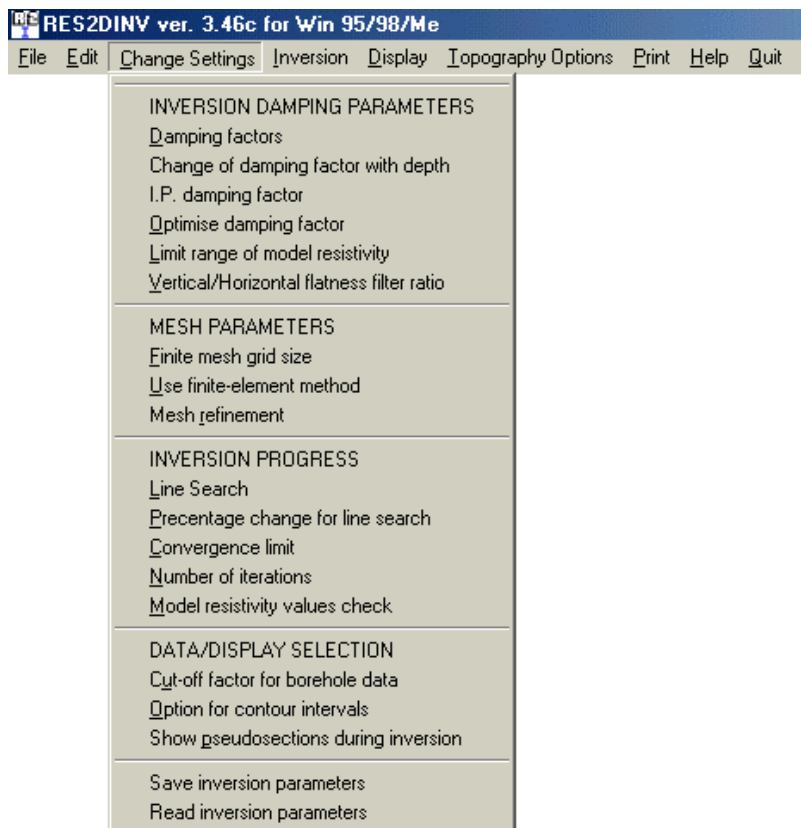 RES2DINV ver. 3.46c for Win 95/98/Me
File Edit Change Settings Inversion Display Topography Options Print Help Quit
INVERSION DAMPING PARAMETERS
Damping factors
Change of damping factor with depth
I.P. damping factor
Optimise damping factor
Limit range of model resistivity
Vertical/Horizontal flatness filter ratio
MESH PARAMETERS
Finite mesh grid size
Use finite-element method
Mesh refinement
INVERSION PROGRESS
Line Search
Precentage change for line search
Convergence limit
Number of iterations
Model resistivity values check
DATA/DISPLAY SELECTION
Cut-off factor for borehole data
Option for contour intervals
Show pseudosections during inversion
Save inversion parameters
Read inversion parameters